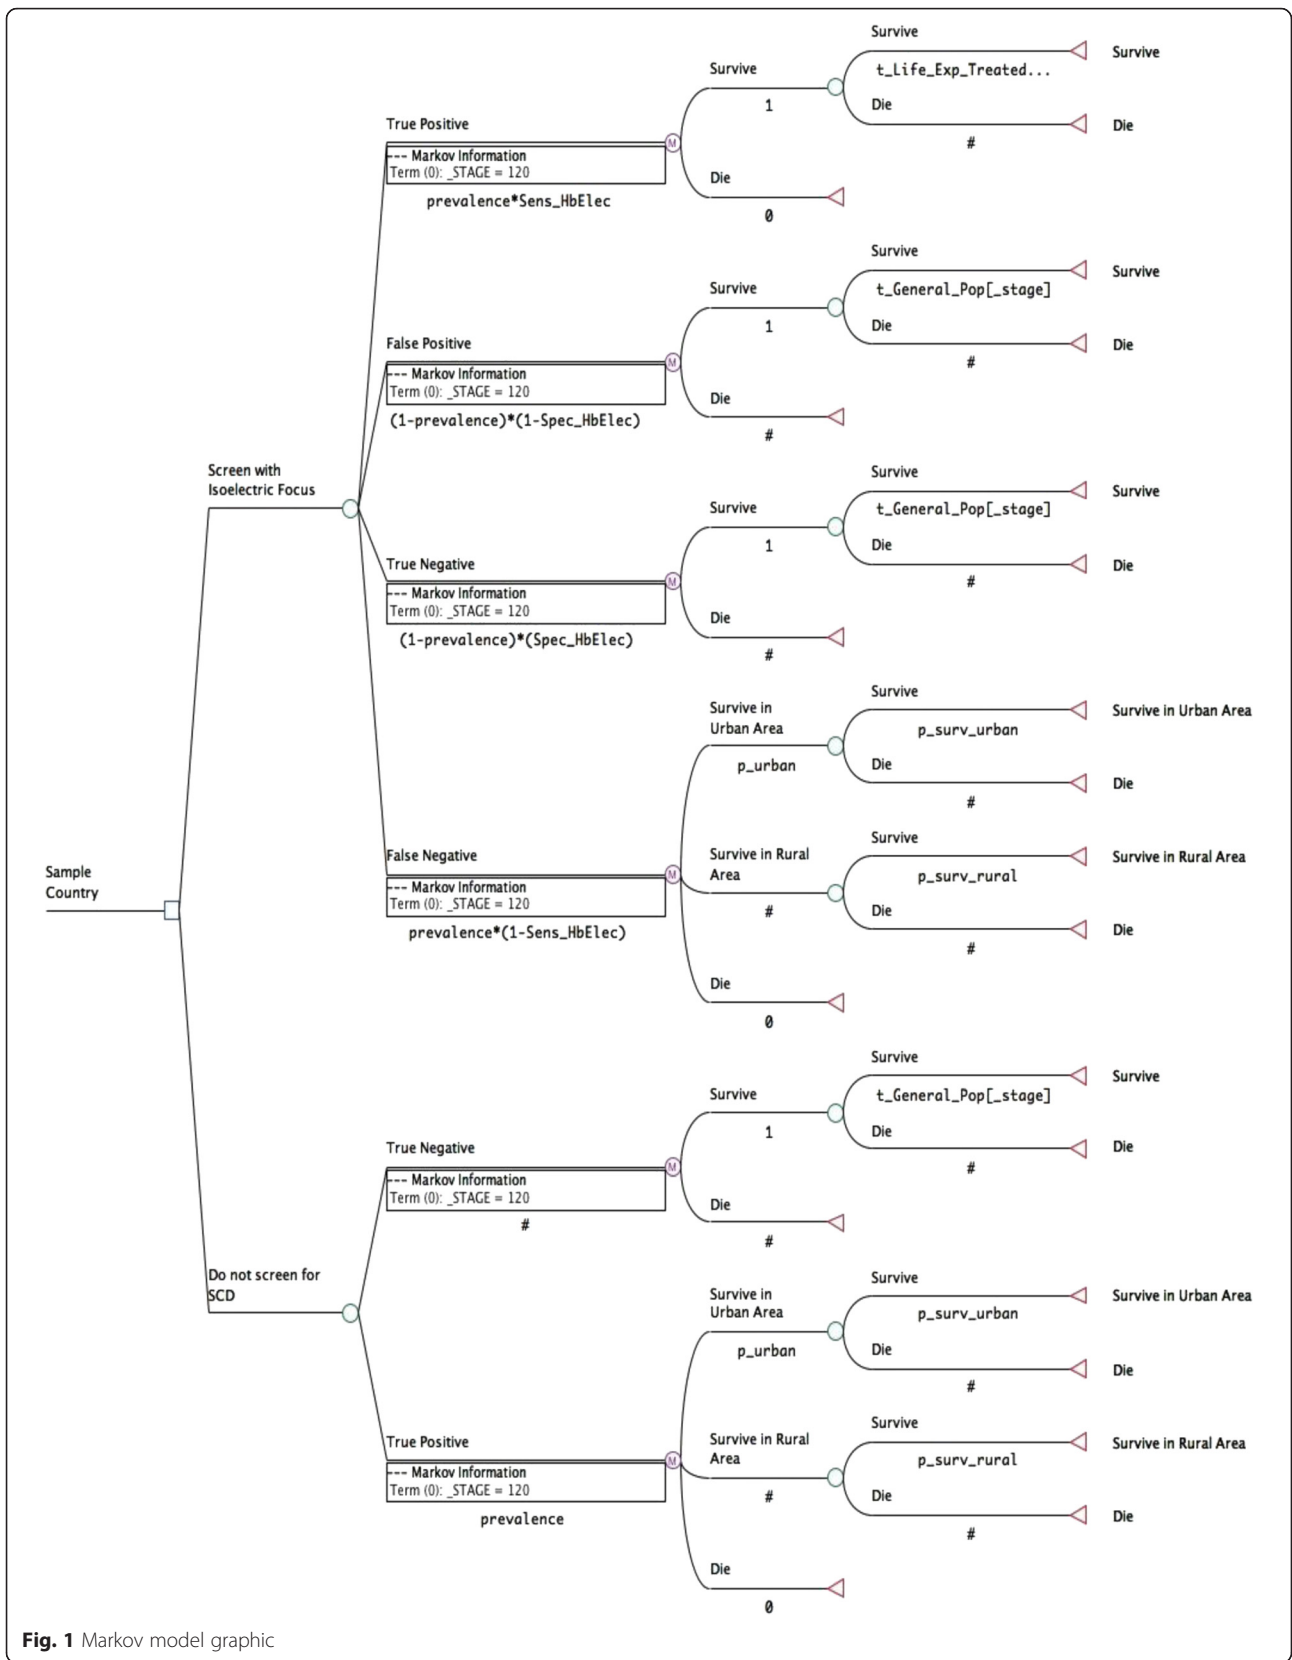 Survive
t_Life_Exp_Treated...
Survive
Die
#
Die
Survive
1
Die
0
True Positive
--- Markov Information
Term (0): _STAGE = 120
prevalence*Sens_HbElec
Survive
t_General_Pop[_stage]
Survive
Die
#
Die
Survive
1
Die
#
False Positive
--- Markov Information
Term (0): _STAGE = 120
(1-prevalence)*(1-Spec_HbElec)
Screen with
Isoelectric Focus
Survive
t_General_Pop[_stage]
Survive
Die
#
Die
Survive
1
Die
#
True Negative
--- Markov Information
Term (0): _STAGE = 120
(1-prevalence)*(Spec_HbElec)
Survive in
Urban Area
p_urban
Survive
p_surv_urban
Survive in Urban Area
Die
#
Die
False Negative
--- Markov Information
Term (0): _STAGE = 120
prevalence*(1-Sens_HbElec)
Survive in Rural
Area
#
Survive
p_surv_rural
Survive in Rural Area
Die
#
Die
Die
0
Sample
Country
Survive
t_General_Pop[_stage]
Survive
Die
#
Die
Survive
1
Die
#
True Negative
--- Markov Information
Term (0): _STAGE = 120
#
Do not screen for
SCD
Survive in
Urban Area
p_urban
Survive
p_surv_urban
Survive in Urban Area
Die
#
Die
True Positive
--- Markov Information
Term (0): _STAGE = 120
prevalence
Survive in Rural
Area
#
Survive
p_surv_rural
Survive in Rural Area
Die
#
Die
Die
0
Fig. 1 Markov model graphic